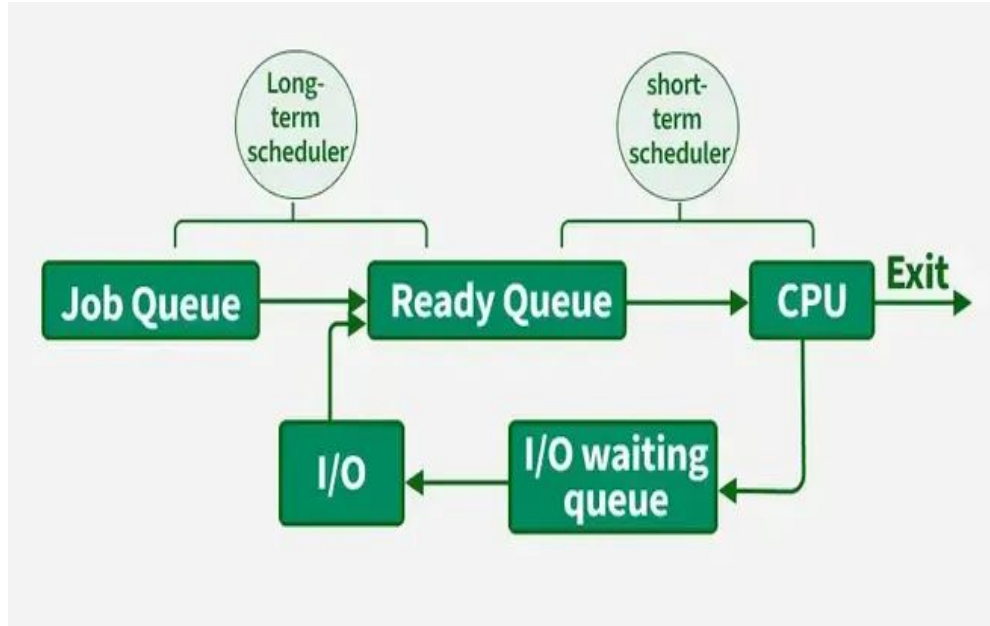 Long-
term
scheduler
short-
term
scheduler
Job Queue
Ready Queue
CPU
Exit
I/O
I/O waiting
queue